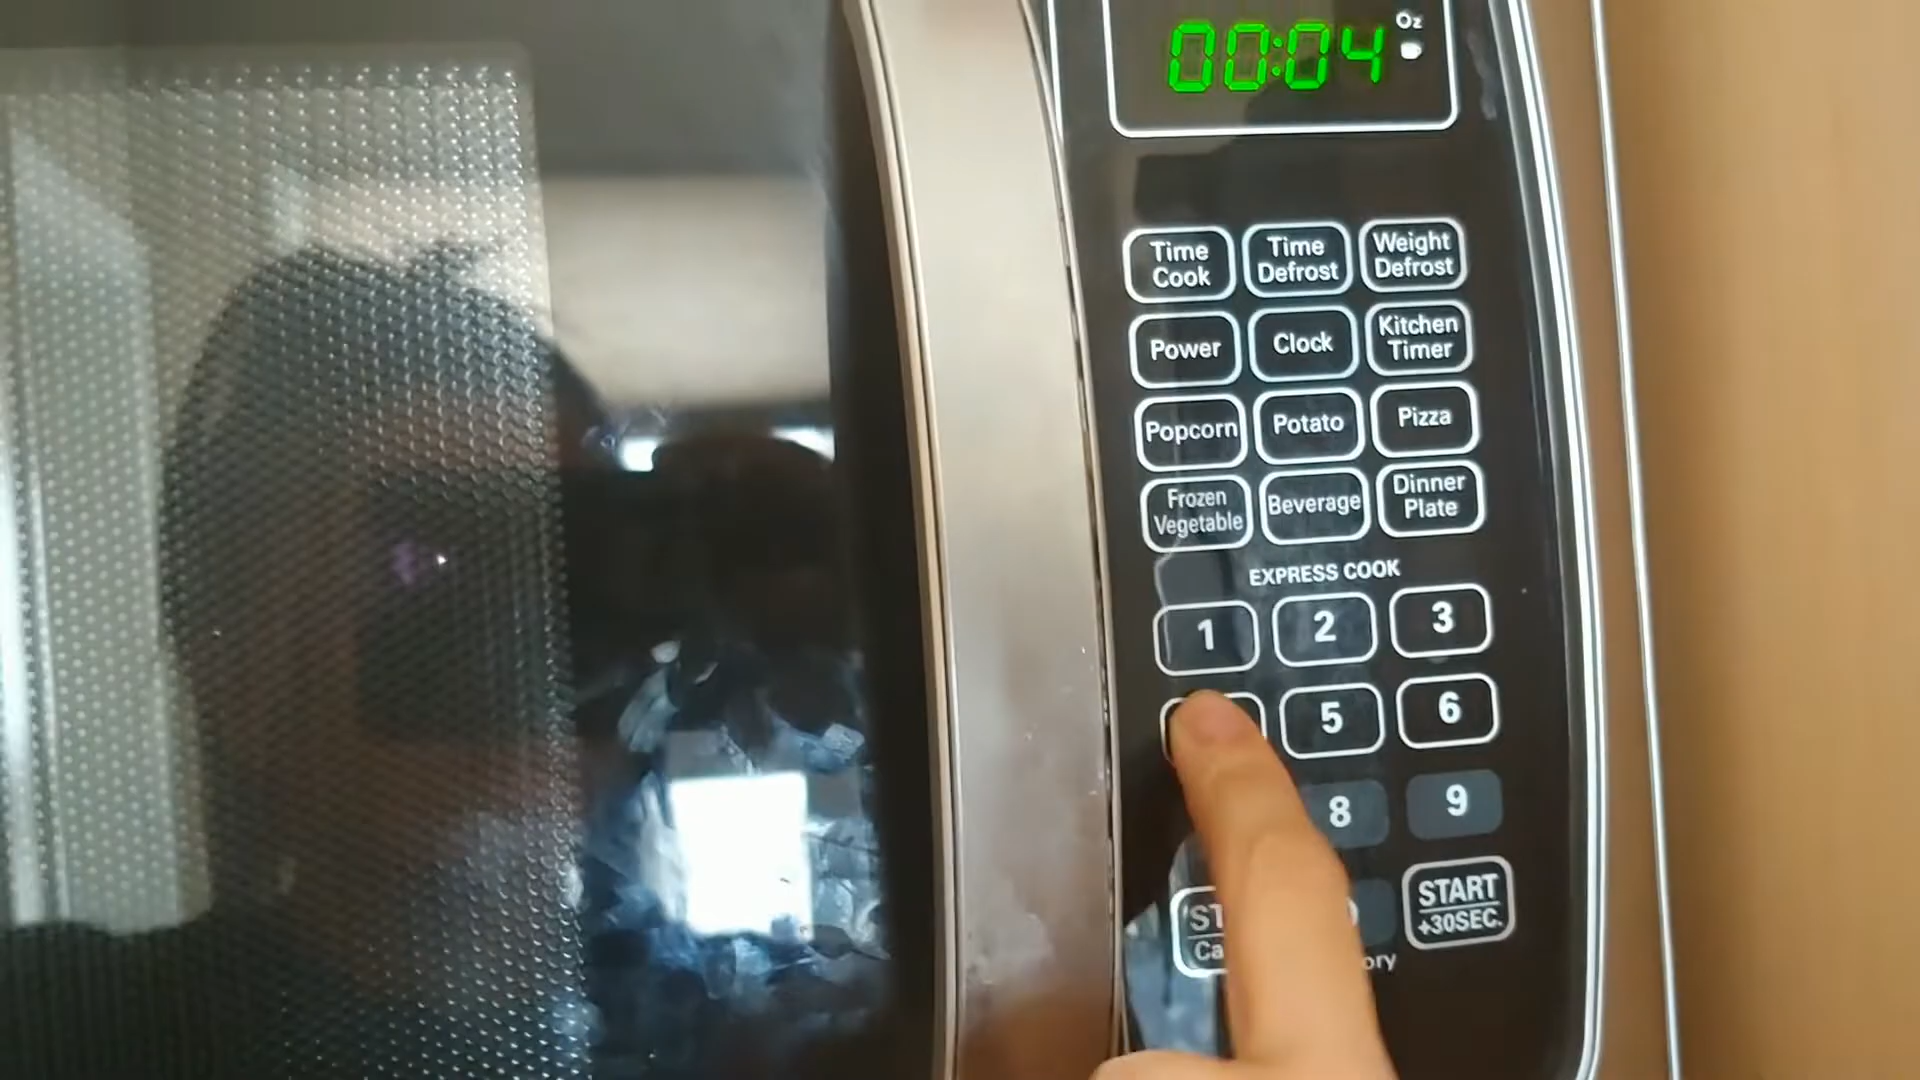 00:04
Oz
Time Cook
Time Defrost
Weight Defrost
Power
Clock
Kitchen Timer
Popcorn
Potato
Pizza
Frozen Vegetable
Beverage
Dinner Plate
EXPRESS COOK
1
2
3
5
6
8
9
START
+30SEC.